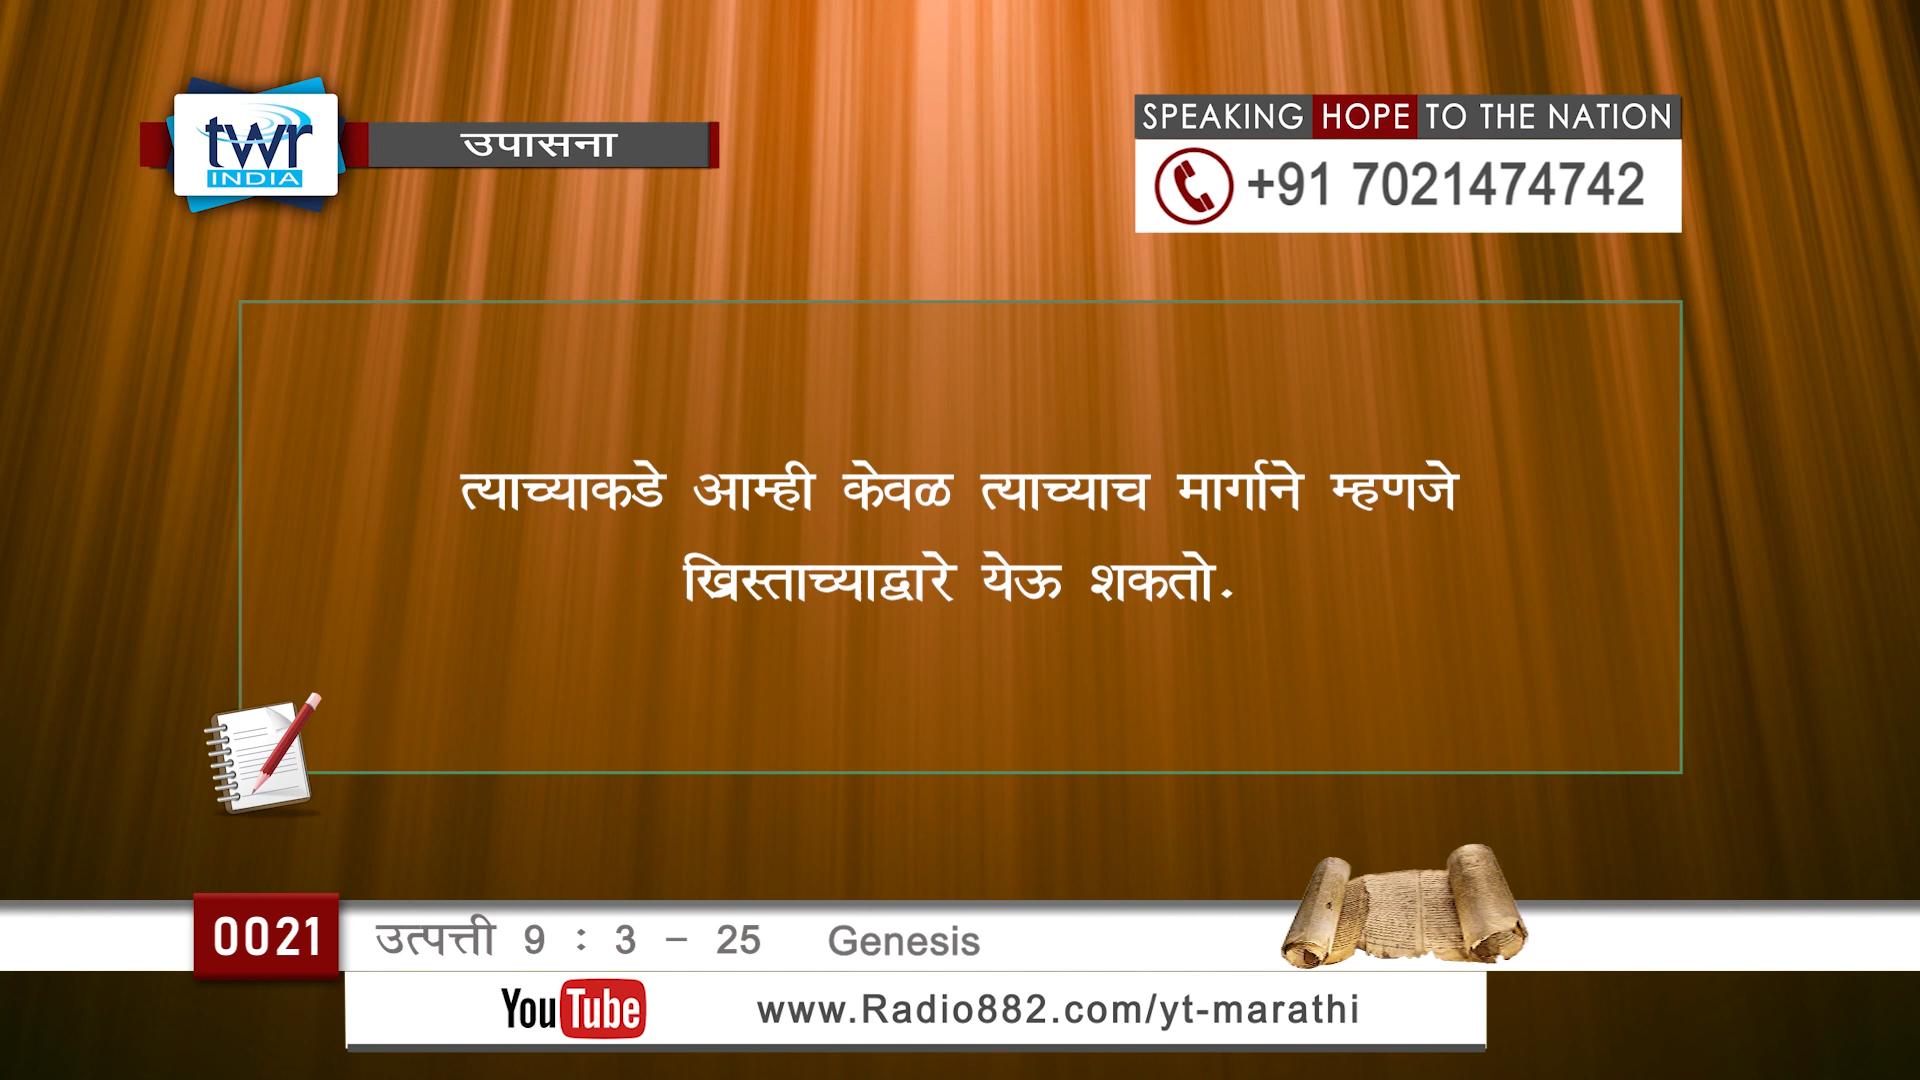 twr
INDIA
उपासना
SPEAKING HOPE TO THE NATION
+91 7021474742
त्याच्याकडे आम्ही केवळ त्याच्याच मार्गाने म्हणजे
ख्रिस्ताच्याद्वारे येऊ शकतो.
0021 उत्पत्ती 9 : 3 - 25 Genesis
YouTube www.Radio882.com/yt-marathi